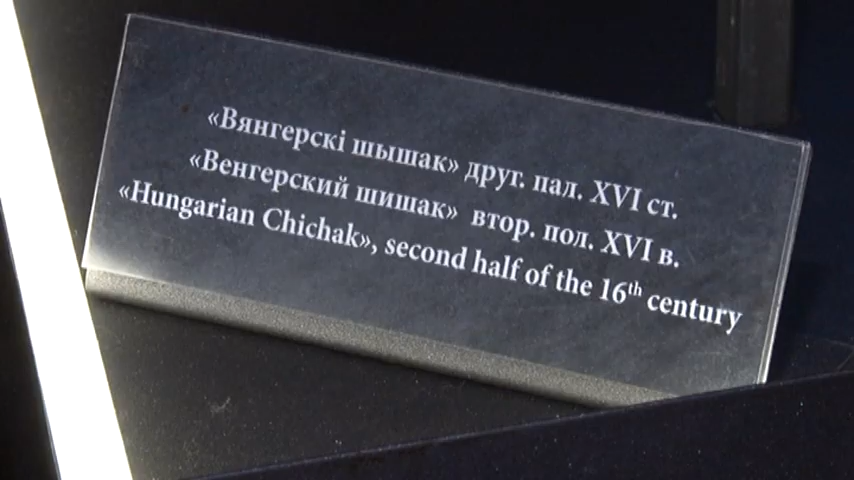 «Вянгерскі шышак» друг. пал. XVI ст.
«Венгерский шишак» втор. пол. XVI в.
«Hungarian Chichak», second half of the 16th century